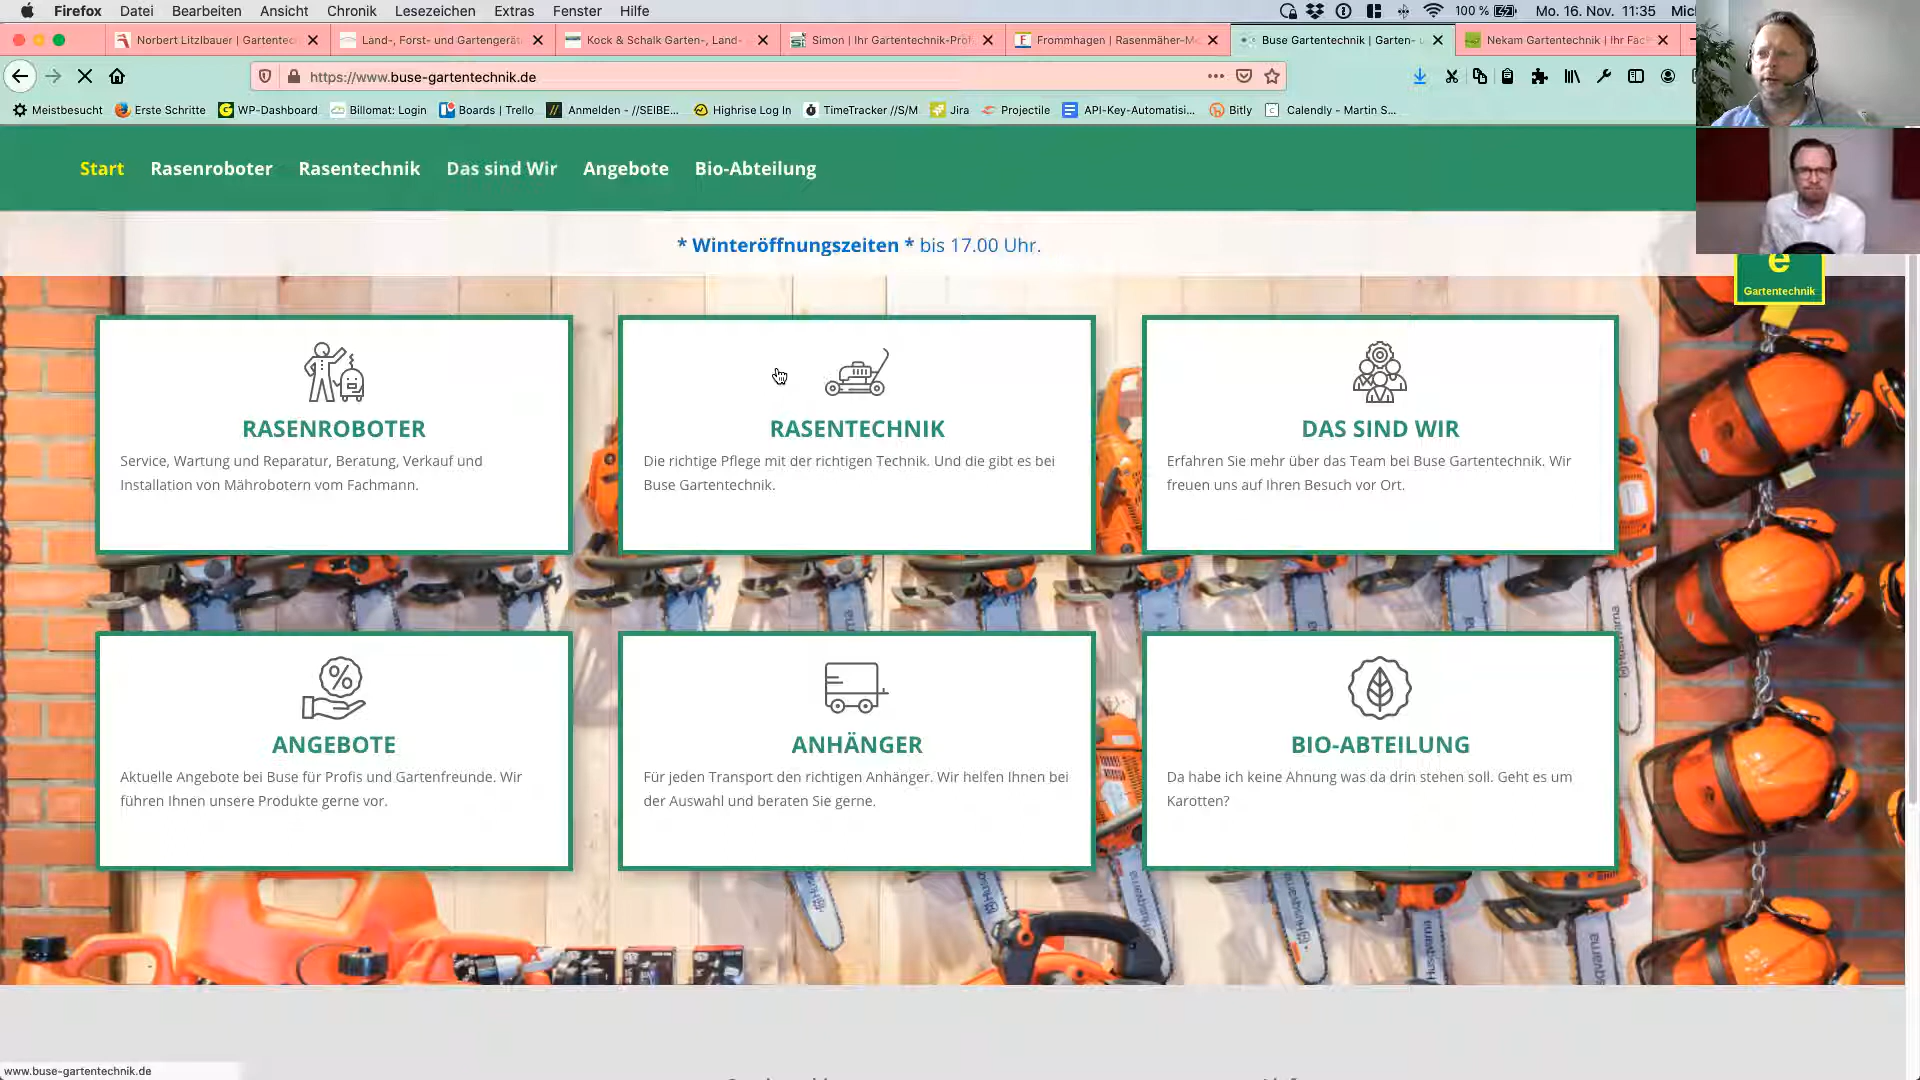 Firefox Datei Bearbeiten Ansicht Chronik Lesezeichen Extras Fenster Hilfe 100 % Mo. 16. Nov. 11:35 Mic
Norbert Litzlbauer | Gartentec Land-, Forst- und Gartengerät Kock & Schalk Garten-, Land- Simon | Ihr Gartentechnik-Prof Frommhagen | Rasenmäher-Mo Buse Gartentechnik | Garten- u Nekam Gartentechnik | Ihr Fac
https://www.buse-gartentechnik.de
Meistbesucht Erste Schritte WP-Dashboard Billomat: Login Boards | Trello Anmelden - //SEIBE... Highrise Log In TimeTracker //S/M Jira Projectile API-Key-Automatisi... Bitly Calendly - Martin S...
Start Rasenroboter Rasentechnik Das sind Wir Angebote Bio-Abteilung
* Winteröffnungszeiten * bis 17.00 Uhr.
e
Gartentechnik
RASENROBOTER
Service, Wartung und Reparatur, Beratung, Verkauf und
Installation von Mährobotern vom Fachmann.
RASENTECHNIK
Die richtige Pflege mit der richtigen Technik. Und die gibt es bei
Buse Gartentechnik.
DAS SIND WIR
Erfahren Sie mehr über das Team bei Buse Gartentechnik. Wir
freuen uns auf Ihren Besuch vor Ort.
ANGEBOTE
Aktuelle Angebote bei Buse für Profis und Gartenfreunde. Wir
führen Ihnen unsere Produkte gerne vor.
ANHÄNGER
Für jeden Transport den richtigen Anhänger. Wir helfen Ihnen bei
der Auswahl und beraten Sie gerne.
BIO-ABTEILUNG
Da habe ich keine Ahnung was da drin stehen soll. Geht es um
Karotten?
Husqvarna
Husqvarna
Husqvarna
Husqvarna
www.buse-gartentechnik.de